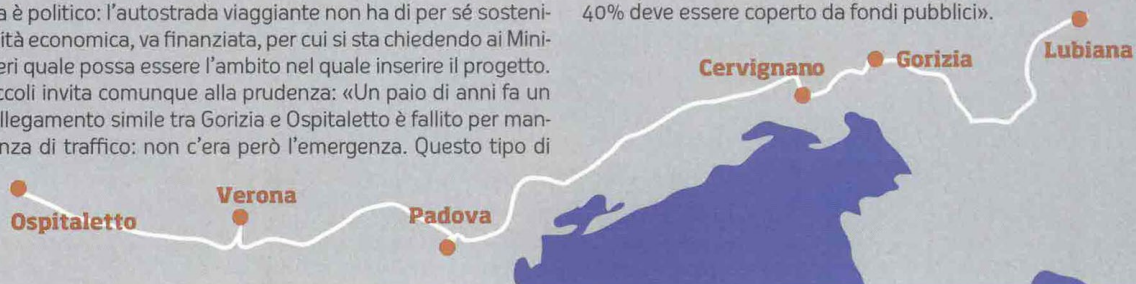 a è politico: l'autostrada viaggiante non ha di per sé sosteni-
ità economica, va finanziata, per cui si sta chiedendo ai Mini-
eri quale possa essere l'ambito nel quale inserire il progetto.
ccoli invita comunque alla prudenza: «Un paio di anni fa un
llegamento simile tra Gorizia e Ospitaletto è fallito per man-
nza di traffico: non c'era però l'emergenza. Questo tipo di
40% deve essere coperto da fondi pubblici».
Lubiana
Gorizia
Cervignano
Verona
Padova
Ospitaletto